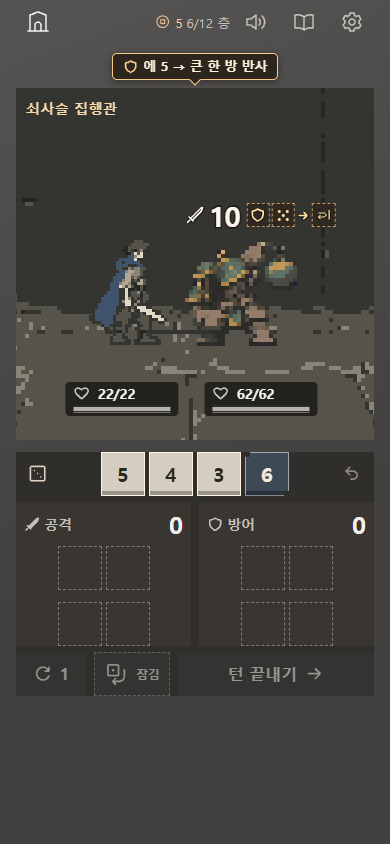 5 6/12 층
에 5 → 큰 한 방 반사
쇠사슬 집행관
10
22/22
62/62
5 4 3 6
공격 0
방어 0
1
잠김
턴 끝내기 →